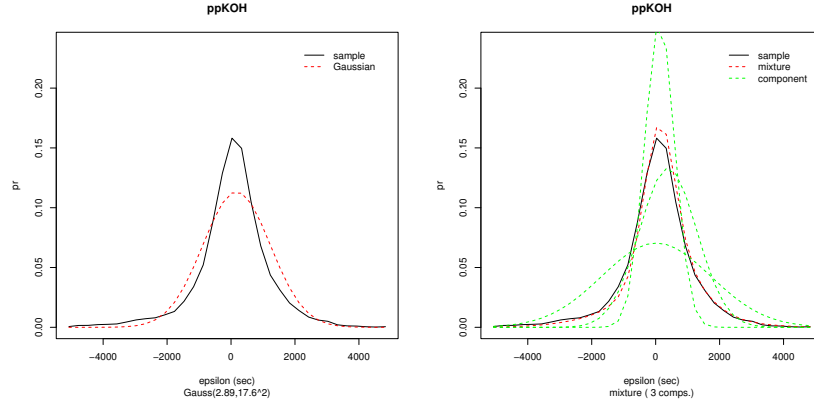 ppKOH
sample
Gaussian
pr
0.20
0.15
0.10
0.05
0.00
−4000 −2000 0 2000 4000
epsilon (sec)
Gauss(2.89,17.6^2)
ppKOH
sample
mixture
component
pr
0.20
0.15
0.10
0.05
0.00
−4000 −2000 0 2000 4000
epsilon (sec)
mixture ( 3 comps.)